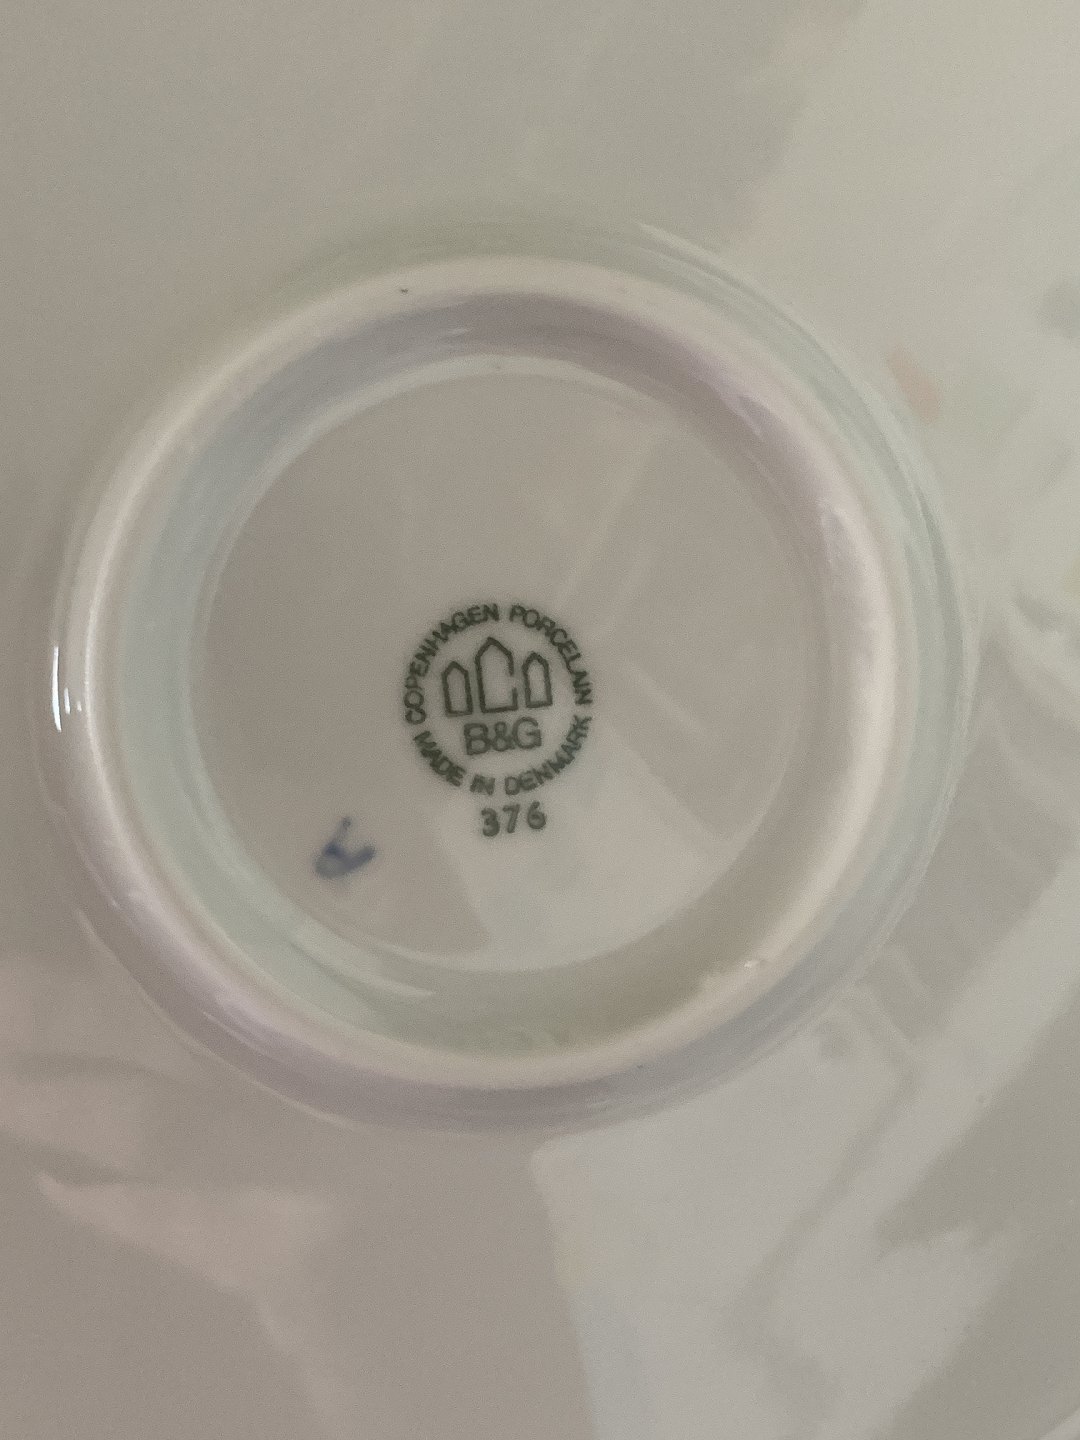 COPENHAGEN PORCELAIN
B&G
MADE IN DENMARK
376